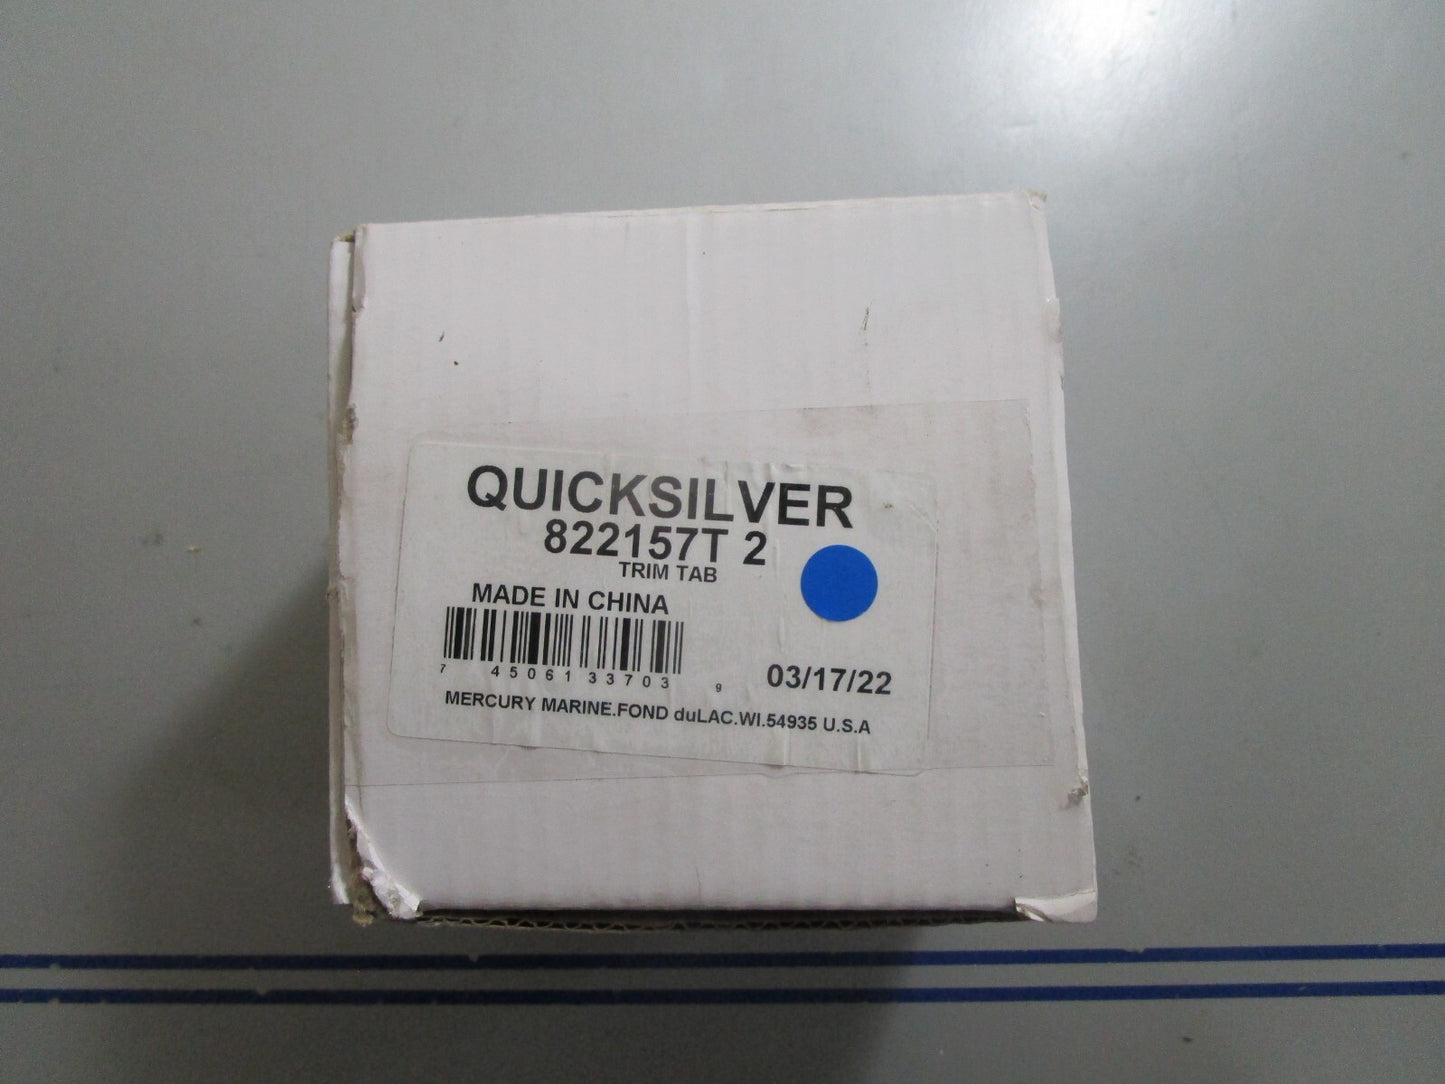 QUICKSILVER
822157T 2
TRIM TAB
MADE IN CHINA
7 45061 33703 9
03/17/22
MERCURY MARINE.FOND duLAC.WI.54935 U.S.A